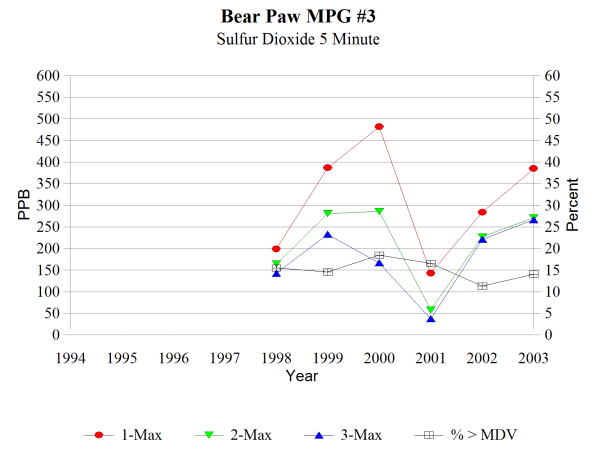 Bear Paw MPG #3
Sulfur Dioxide 5 Minute
600 60
550 55
500 50
450 45
400 40
350 35
300 30
250 25
200 20
150 15
100 10
50 5
0 0
PPB
Percent
1994 1995 1996 1997 1998 1999 2000 2001 2002 2003
Year
1-Max 2-Max 3-Max % > MDV